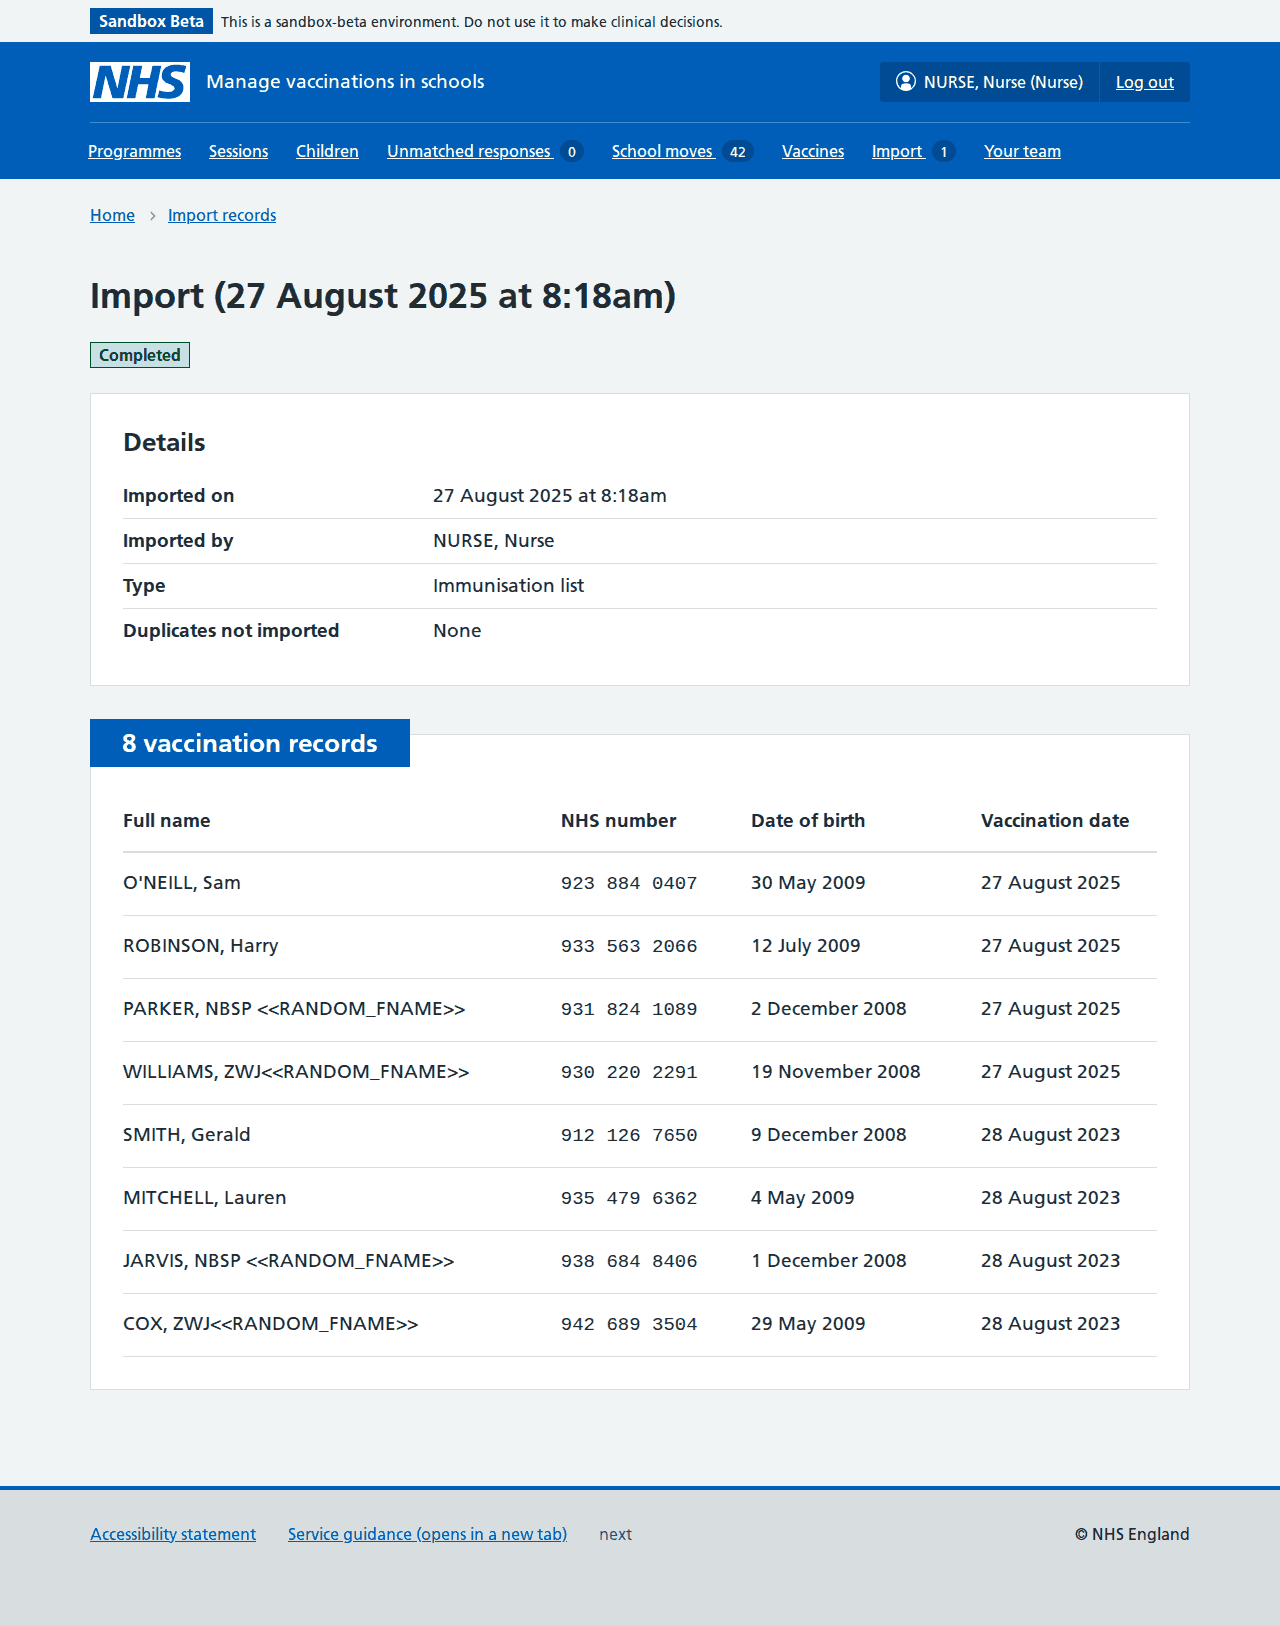 Sandbox Beta This is a sandbox-beta environment. Do not use it to make clinical decisions.
NHS Manage vaccinations in schools NURSE, Nurse (Nurse) Log out
Programmes Sessions Children Unmatched responses 0 School moves 42 Vaccines Import 1 Your team
Home Import records
Import (27 August 2025 at 8:18am)
Completed
Details
Imported on 27 August 2025 at 8:18am
Imported by NURSE, Nurse
Type Immunisation list
Duplicates not imported None
8 vaccination records
Full name NHS number Date of birth Vaccination date
O'NEILL, Sam 923 884 0407 30 May 2009 27 August 2025
ROBINSON, Harry 933 563 2066 12 July 2009 27 August 2025
PARKER, NBSP <<RANDOM_FNAME>> 931 824 1089 2 December 2008 27 August 2025
WILLIAMS, ZWJ<<RANDOM_FNAME>> 930 220 2291 19 November 2008 27 August 2025
SMITH, Gerald 912 126 7650 9 December 2008 28 August 2023
MITCHELL, Lauren 935 479 6362 4 May 2009 28 August 2023
JARVIS, NBSP <<RANDOM_FNAME>> 938 684 8406 1 December 2008 28 August 2023
COX, ZWJ<<RANDOM_FNAME>> 942 689 3504 29 May 2009 28 August 2023
Accessibility statement Service guidance (opens in a new tab) next © NHS England